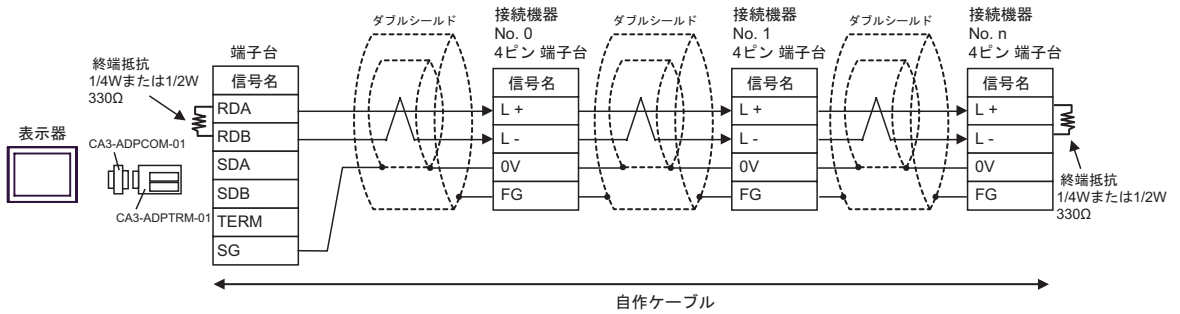 表示器
CA3-ADPCOM-01
CA3-ADPTRM-01
終端抵抗
1/4Wまたは1/2W
330Ω
端子台
信号名
RDA
RDB
SDA
SDB
TERM
SG
ダブルシールド
接続機器
No. 0
4ピン 端子台
信号名
L +
L -
0V
FG
ダブルシールド
接続機器
No. 1
4ピン 端子台
信号名
L +
L -
0V
FG
ダブルシールド
接続機器
No. n
4ピン 端子台
信号名
L +
L -
0V
FG
終端抵抗
1/4Wまたは1/2W
330Ω
自作ケーブル